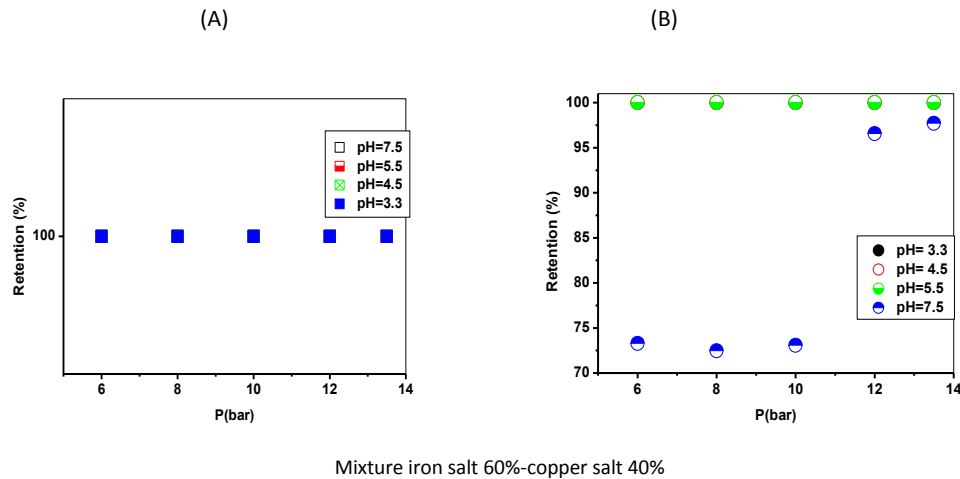 (A)
(B)
pH=7.5
pH=5.5
pH=4.5
pH=3.3
Retention (%)
100
6 8 10 12 14
P(bar)
100
95
90
85
80
75
70
Retention (%)
pH= 3.3
pH= 4.5
pH=5.5
pH=7.5
6 8 10 12 14
P(bar)
Mixture iron salt 60%-copper salt 40%